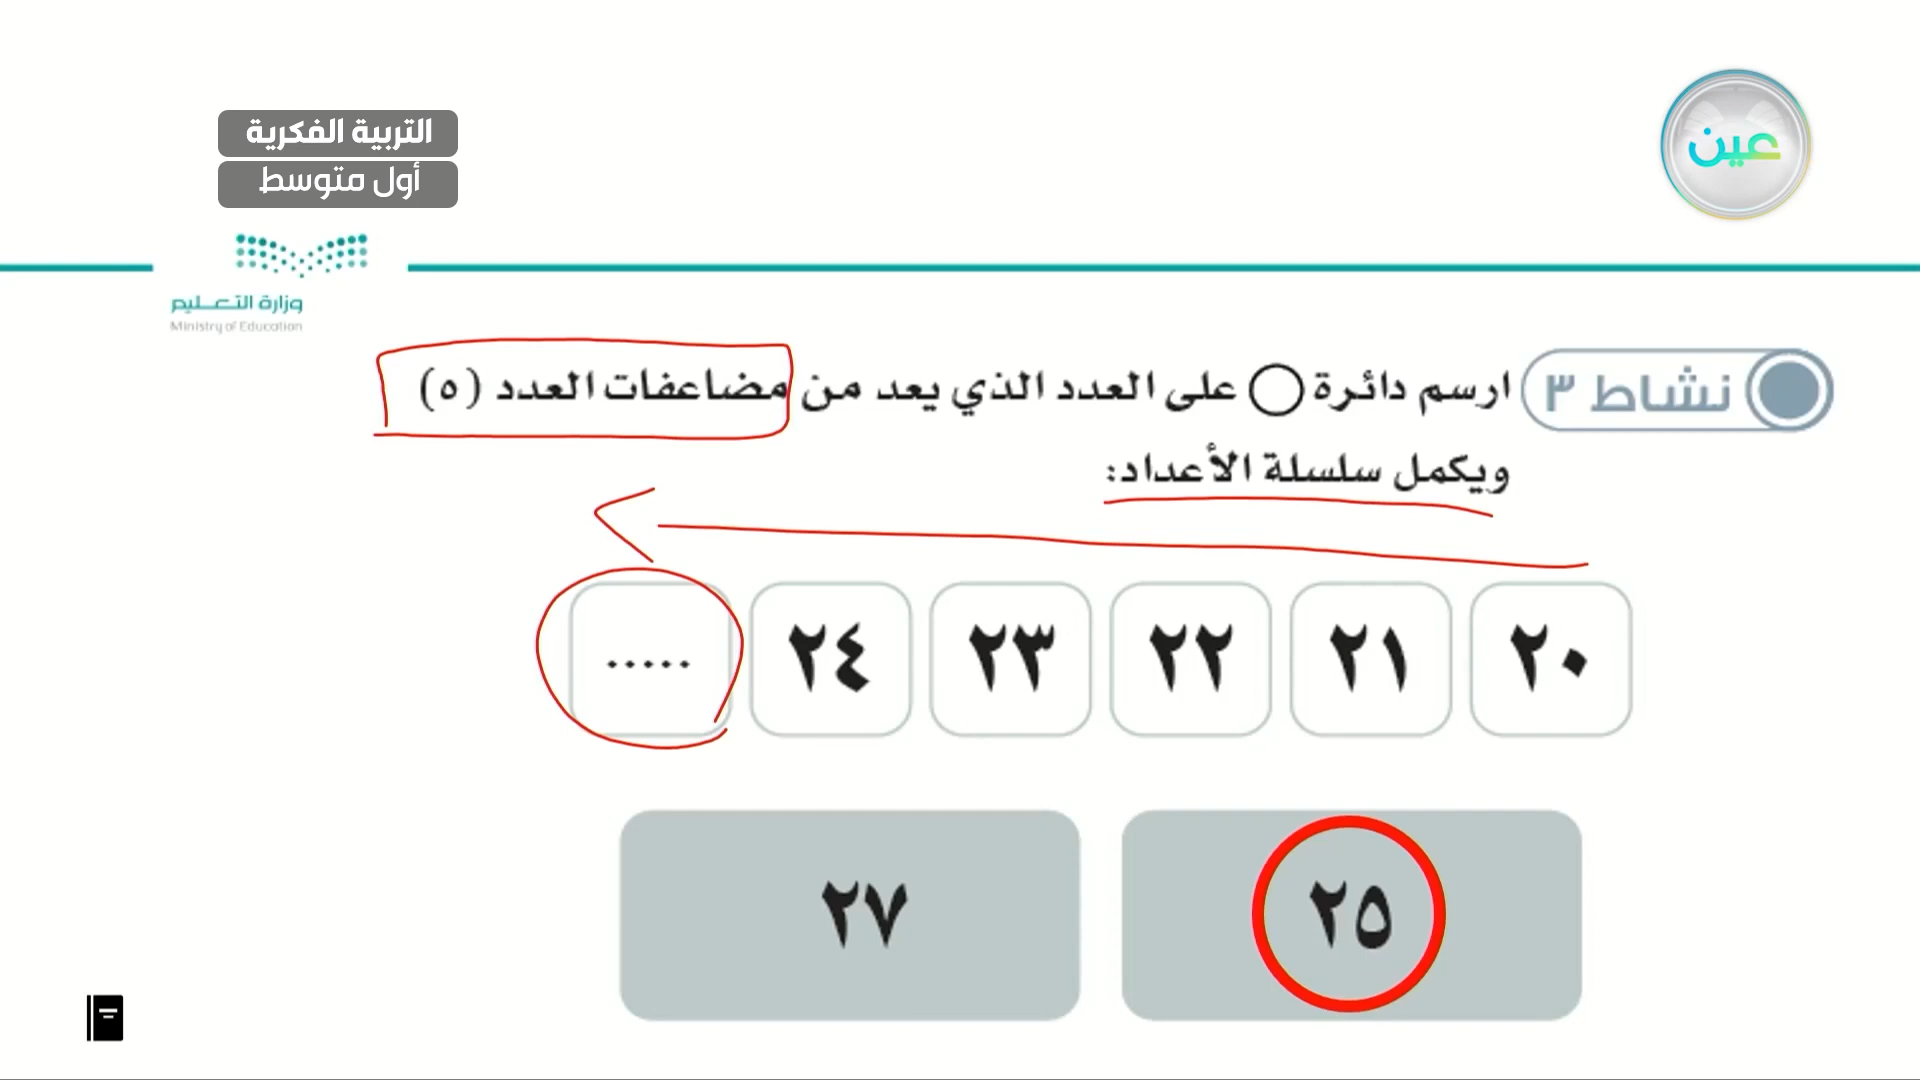 التربية الفكرية
أول متوسط
عين
وزارة التعليم
Ministry of Education
نشاط ٣
ارسم دائرة على العدد الذي يعد من مضاعفات العدد (٥)
ويكمل سلسلة الأعداد:
٢٠ ٢١ ٢٢ ٢٣ ٢٤ .....
٢٥ ٢٧